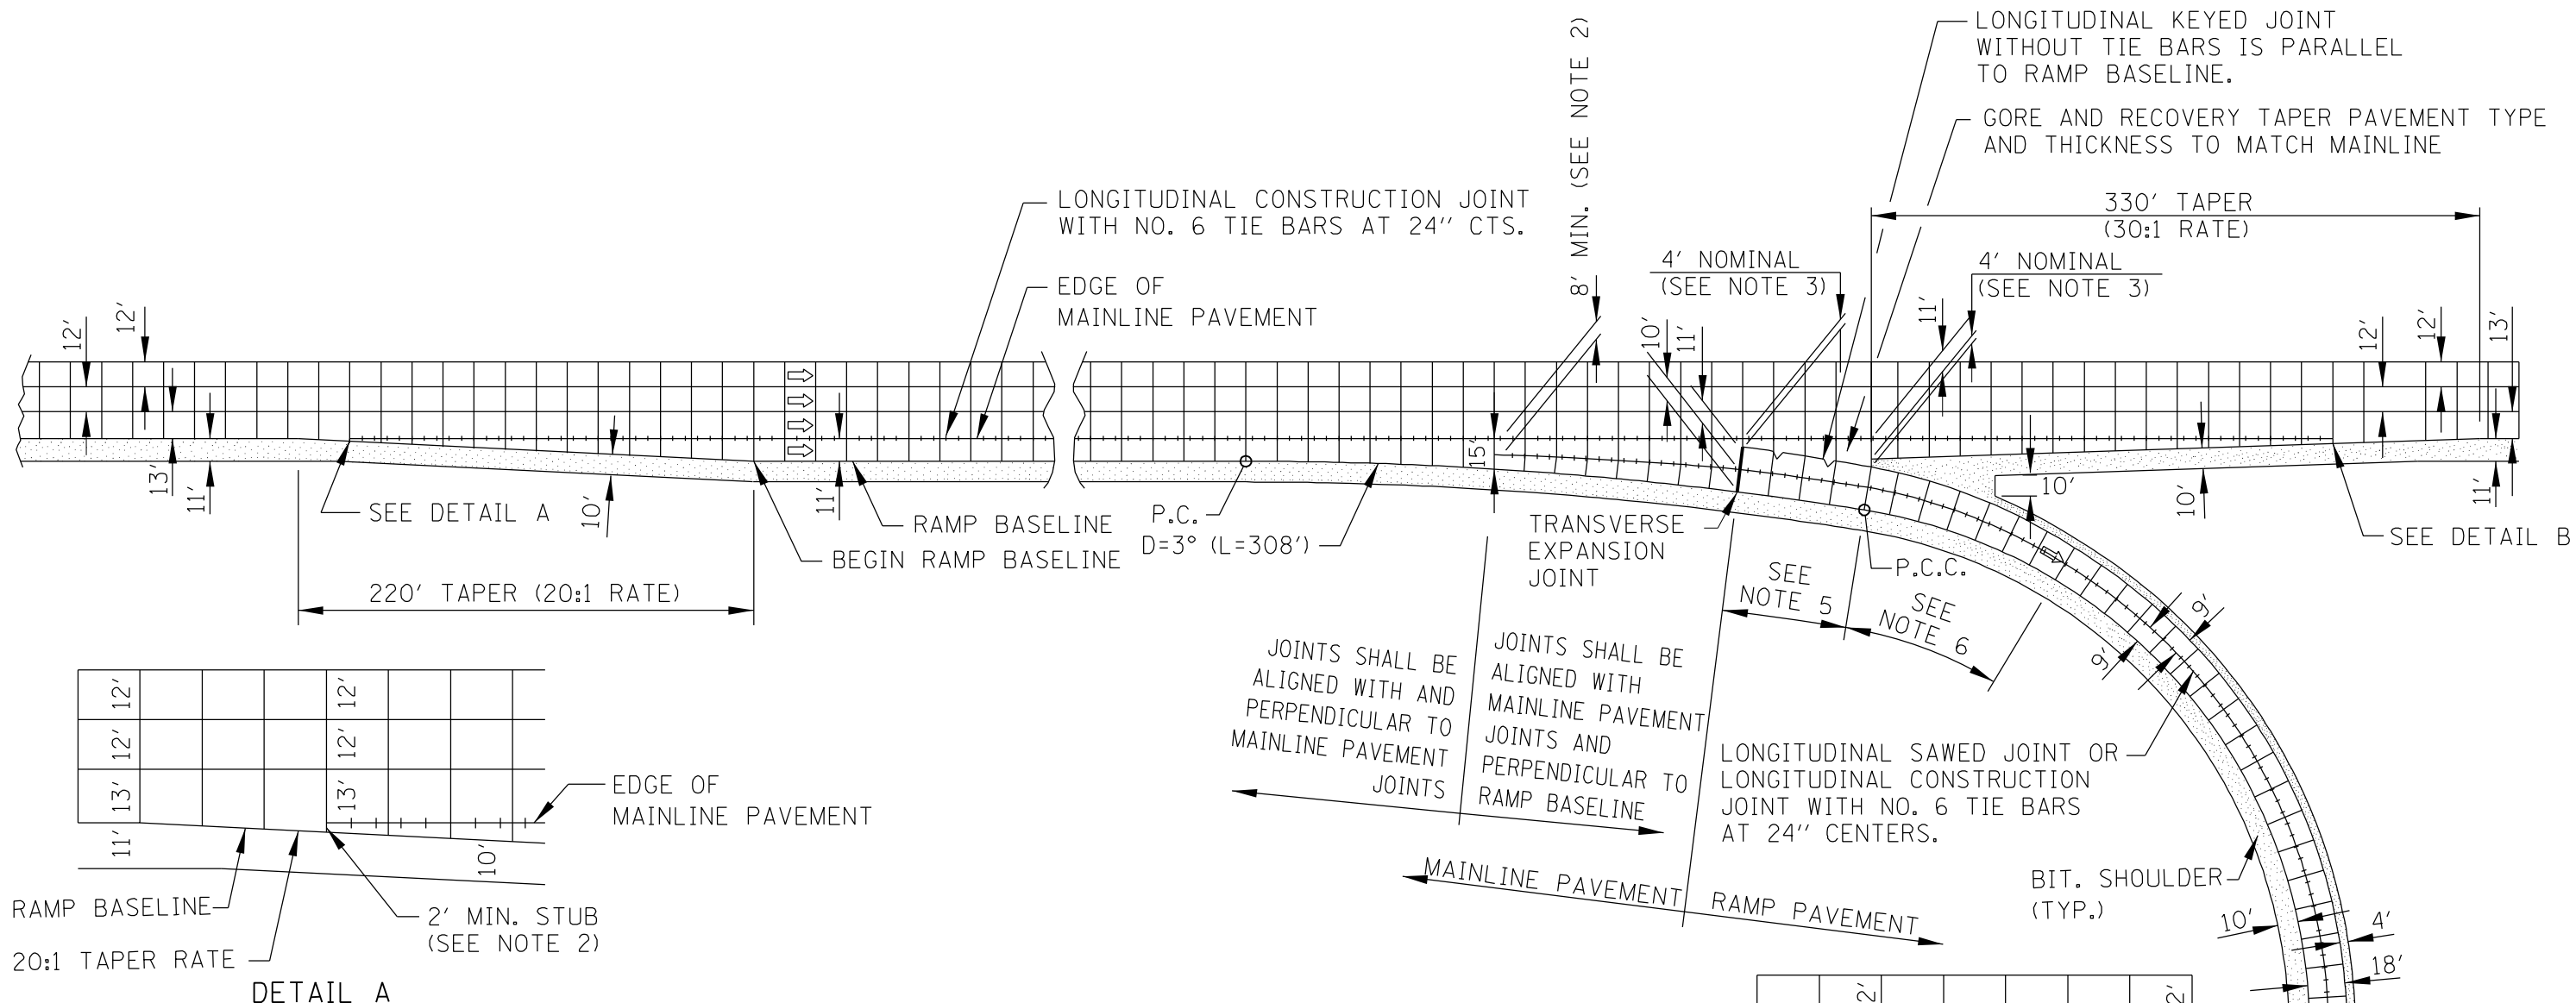 LONGITUDINAL KEYED JOINT
WITHOUT TIE BARS IS PARALLEL
TO RAMP BASELINE.
GORE AND RECOVERY TAPER PAVEMENT TYPE
AND THICKNESS TO MATCH MAINLINE
8' MIN. (SEE NOTE 2)
LONGITUDINAL CONSTRUCTION JOINT
WITH NO. 6 TIE BARS AT 24" CTS.
EDGE OF
MAINLINE PAVEMENT
330' TAPER
(30:1 RATE)
4' NOMINAL
(SEE NOTE 3)
4' NOMINAL
(SEE NOTE 3)
12'
12'
10'
11'
11'
12'
12'
13'
13'
11'
10'
11'
15'
10'
10'
11'
SEE DETAIL A
RAMP BASELINE
BEGIN RAMP BASELINE
P.C.
D=3° (L=308')
TRANSVERSE
EXPANSION
JOINT
P.C.C.
SEE DETAIL B
220' TAPER (20:1 RATE)
SEE
NOTE 5
SEE
NOTE 6
9'
9'
JOINTS SHALL BE
ALIGNED WITH AND
PERPENDICULAR TO
MAINLINE PAVEMENT
JOINTS
JOINTS SHALL BE
ALIGNED WITH
MAINLINE PAVEMENT
JOINTS AND
PERPENDICULAR TO
RAMP BASELINE
LONGITUDINAL SAWED JOINT OR
LONGITUDINAL CONSTRUCTION
JOINT WITH NO. 6 TIE BARS
AT 24" CENTERS.
MAINLINE PAVEMENT
RAMP PAVEMENT
BIT. SHOULDER
(TYP.)
10'
4'
18'
12'
12'
12'
12'
13'
13'
11'
10'
EDGE OF
MAINLINE PAVEMENT
RAMP BASELINE
2' MIN. STUB
(SEE NOTE 2)
20:1 TAPER RATE
DETAIL A
2'
2'